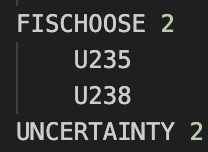 FISCHOOSE 2
U235
U238
UNCERTAINTY 2